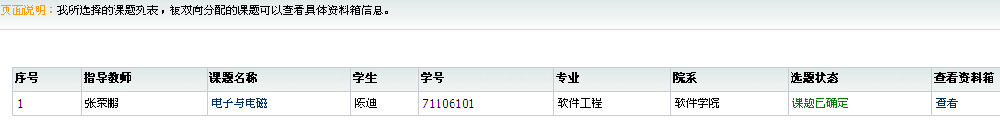 页面说明：我所选择的课题列表，被双向分配的课题可以查看具体资料箱信息。
序号 指导教师 课题名称 学生 学号 专业 院系 选题状态 查看资料箱
1 张荣鹏 电子与电磁 陈迪 71106101 软件工程 软件学院 课题已确定 查看